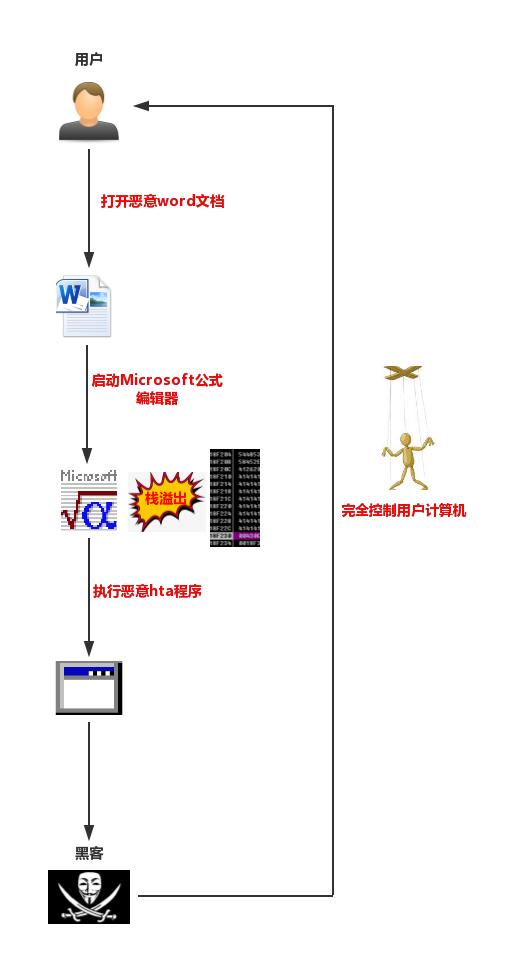 用户
打开恶意word文档
启动Microsoft公式
编辑器
Microsoft
栈溢出
完全控制用户计算机
执行恶意hta程序
黑客